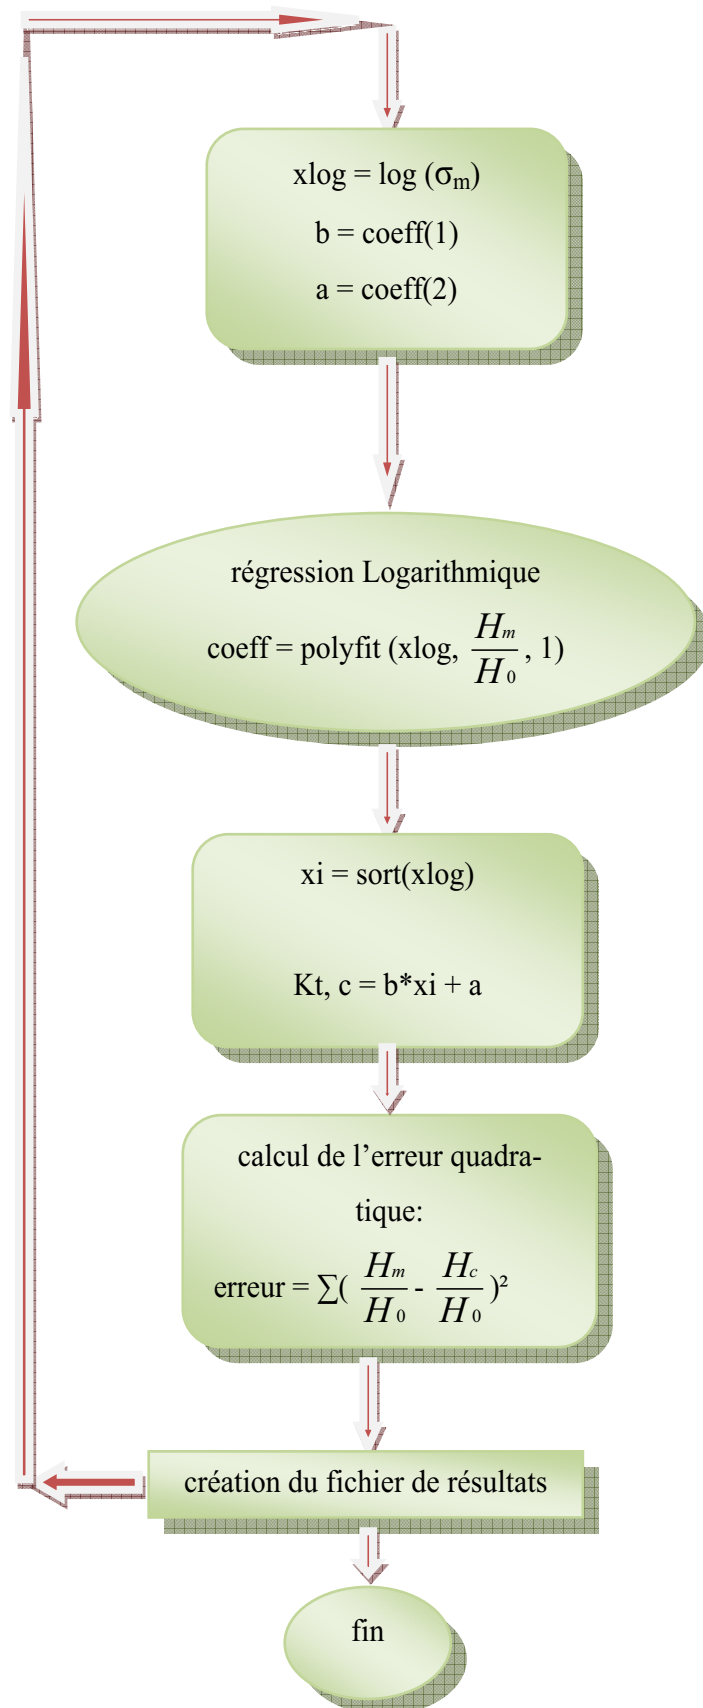 xlog = log (σₘ)
b = coeff(1)
a = coeff(2)
régression Logarithmique
coeff = polyfit (xlog, Hₘ/H₀, 1)
xi = sort(xlog)
Kt, c = b*xi + a
calcul de l’erreur quadra-
tique:
erreur = ∑( Hₘ/H₀ - H_c/H₀ )²
création du fichier de résultats
fin